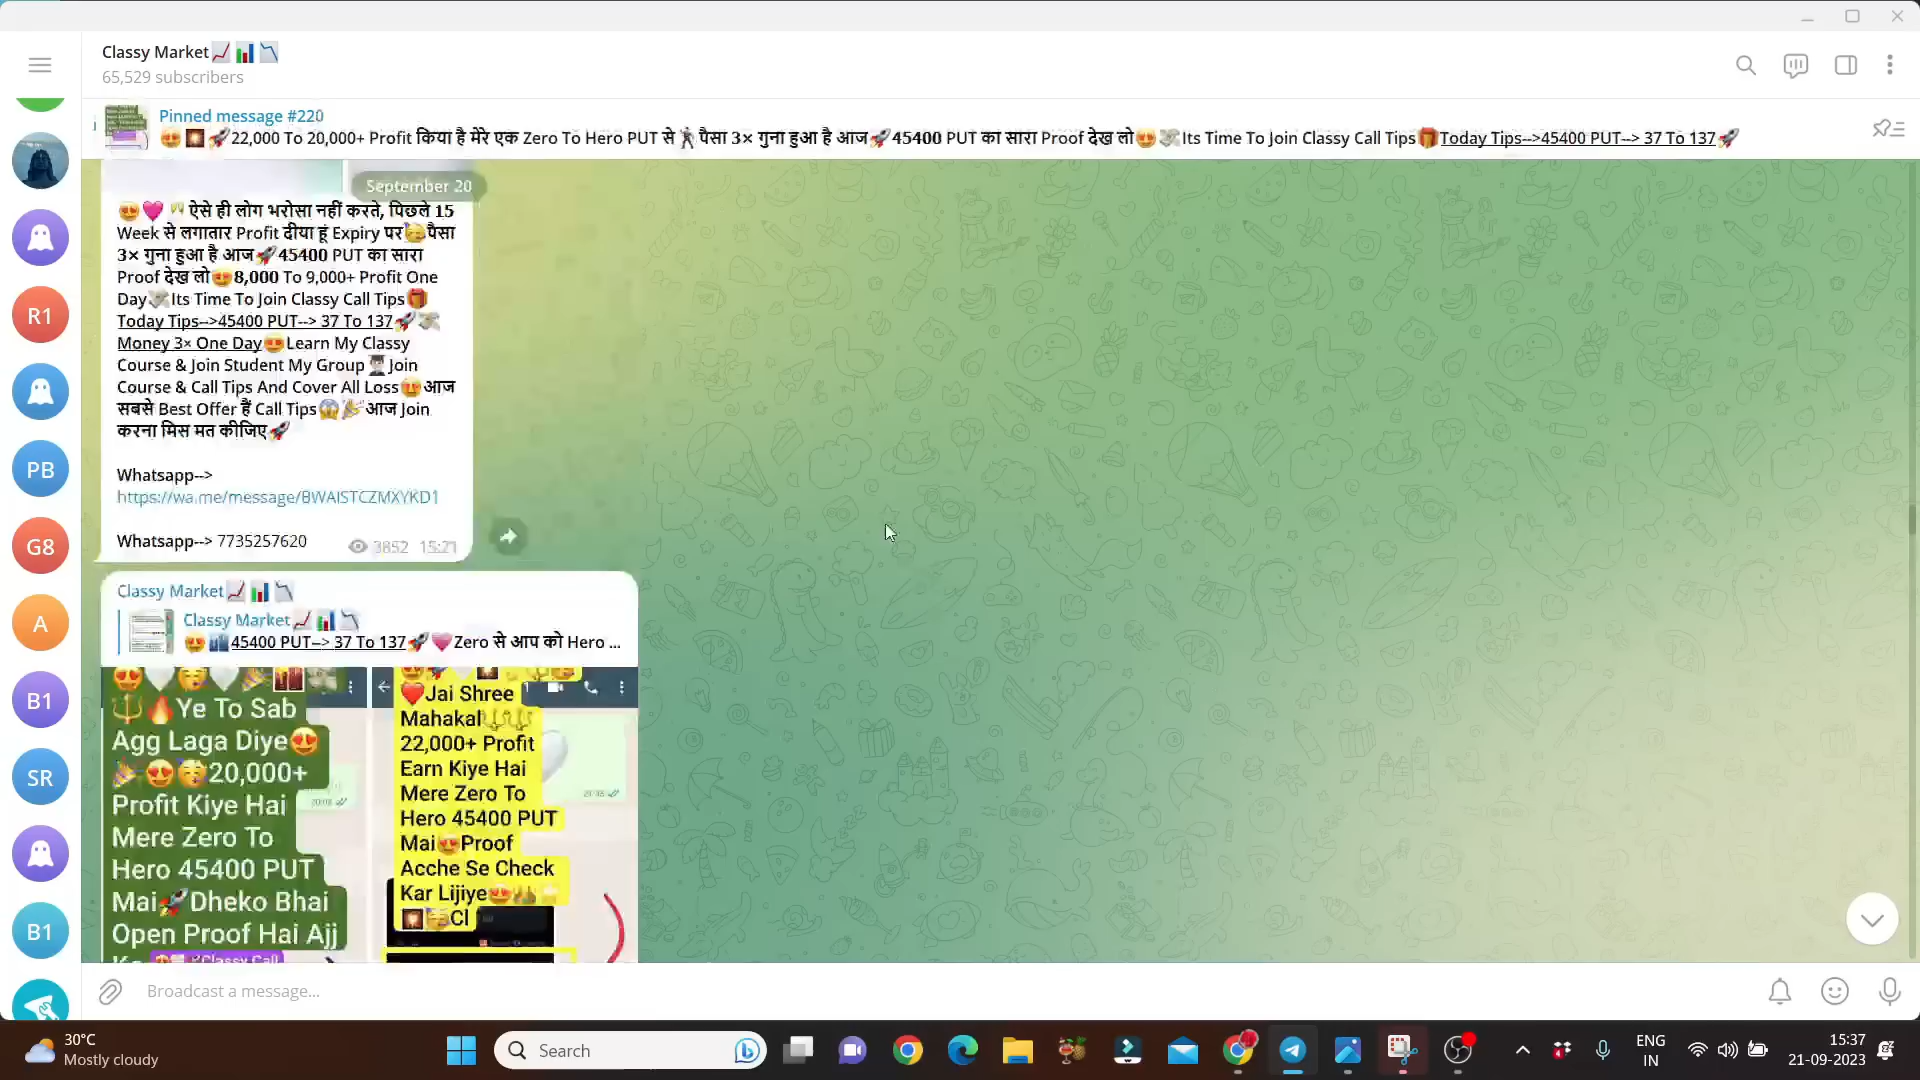 Classy Market📈📊📉
65,529 subscribers
Pinned message #220
😍🎇🚀22,000 To 20,000+ Profit किया है मेरे एक Zero To Hero PUT से🕺पैसा 3× गुना हुआ है आज🚀45400 PUT का सारा Proof देख लो😍💸Its Time To Join Classy Call Tips🎁Today Tips-->45400 PUT--> 37 To 137🚀
September 20
😍💖🥂ऐसे ही लोग भरोसा नहीं करते, पिछले 15
Week से लगातार Profit दीया हूं Expiry पर🥳पैसा
3× गुना हुआ है आज🚀45400 PUT का सारा
Proof देख लो😍8,000 To 9,000+ Profit One
Day💸Its Time To Join Classy Call Tips🎁
Today Tips-->45400 PUT--> 37 To 137🚀💸
Money 3× One Day😍Learn My Classy
Course & Join Student My Group👨‍🎓Join
Course & Call Tips And Cover All Loss😍आज
सबसे Best Offer हैं Call Tips😱🎉आज Join
करना मिस मत कीजिए🚀
Whatsapp-->
https://wa.me/message/BWAISTCZMXYKD1
Whatsapp--> 7735257620
3852 15:21
Classy Market📈📊📉
Classy Market📈📊📉
45400 PUT--> 37 To 137🚀💖Zero से आप को Hero ...
Ye To Sab
Agg Laga Diye😍
🎉😍🥳20,000+
Profit Kiye Hai
Mere Zero To
Hero 45400 PUT
Mai🚀Dheko Bhai
Open Proof Hai Ajj
❤️Jai Shree
Mahakal🔱🔱
22,000+ Profit
Earn Kiye Hai
Mere Zero To
Hero 45400 PUT
Mai😍Proof
Acche Se Check
Kar Lijiye
Cl
R1
PB
G8
A
B1
SR
B1
Broadcast a message...
30°C
Mostly cloudy
Search
ENG
IN
15:37
21-09-2023